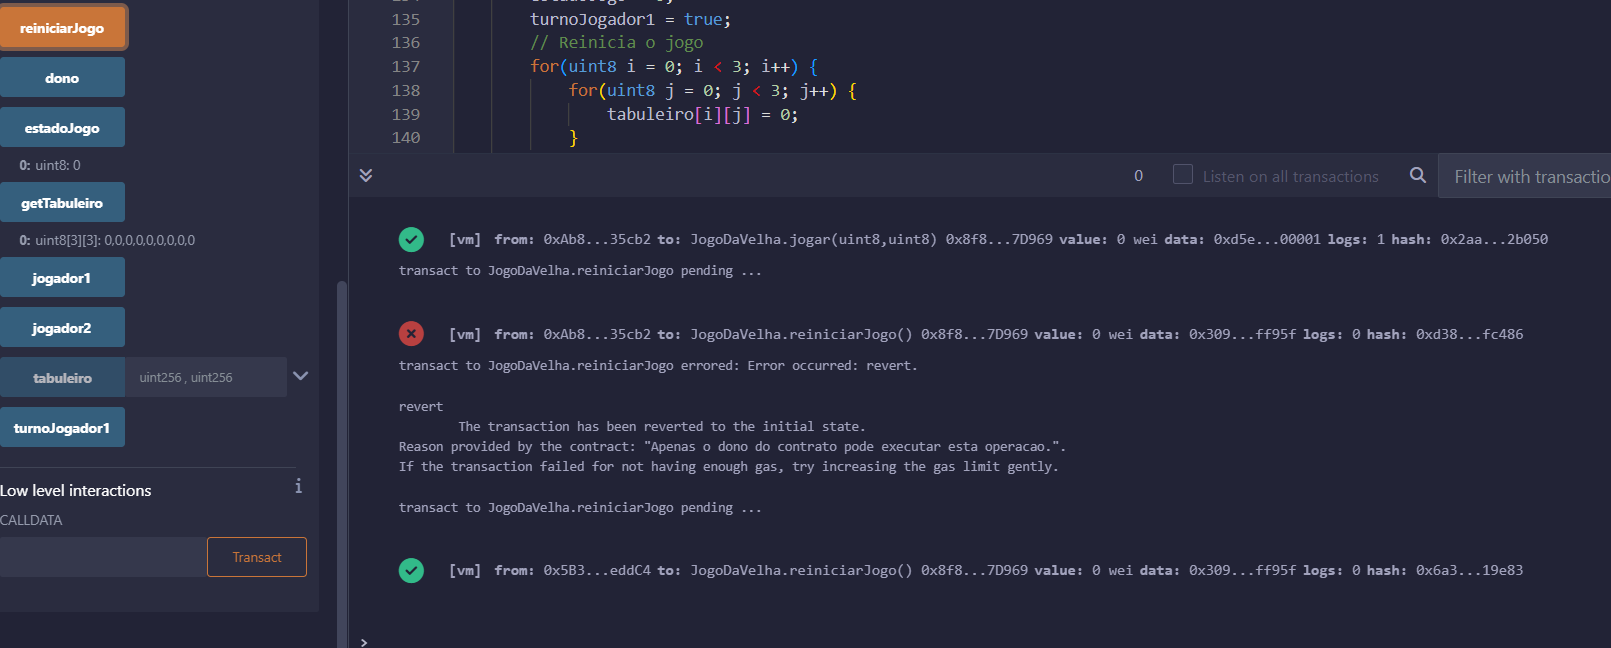 reiniciarJogo
dono
estadoJogo
0: uint8: 0
getTabuleiro
0: uint8[3][3]: 0,0,0,0,0,0,0,0,0
jogador1
jogador2
tabuleiro uint256 , uint256
turnoJogador1
Low level interactions i
CALLDATA
Transact
135 turnoJogador1 = true;
136 // Reinicia o jogo
137 for(uint8 i = 0; i < 3; i++) {
138 for(uint8 j = 0; j < 3; j++) {
139 tabuleiro[i][j] = 0;
140 }
0 Listen on all transactions Filter with transactio
[vm] from: 0xAb8...35cb2 to: JogoDaVelha.jogar(uint8,uint8) 0x8f8...7D969 value: 0 wei data: 0xd5e...00001 logs: 1 hash: 0x2aa...2b050
transact to JogoDaVelha.reiniciarJogo pending ...
[vm] from: 0xAb8...35cb2 to: JogoDaVelha.reiniciarJogo() 0x8f8...7D969 value: 0 wei data: 0x309...ff95f logs: 0 hash: 0xd38...fc486
transact to JogoDaVelha.reiniciarJogo errored: Error occurred: revert.
revert
The transaction has been reverted to the initial state.
Reason provided by the contract: "Apenas o dono do contrato pode executar esta operacao.".
If the transaction failed for not having enough gas, try increasing the gas limit gently.
transact to JogoDaVelha.reiniciarJogo pending ...
[vm] from: 0x5B3...eddC4 to: JogoDaVelha.reiniciarJogo() 0x8f8...7D969 value: 0 wei data: 0x309...ff95f logs: 0 hash: 0x6a3...19e83
>